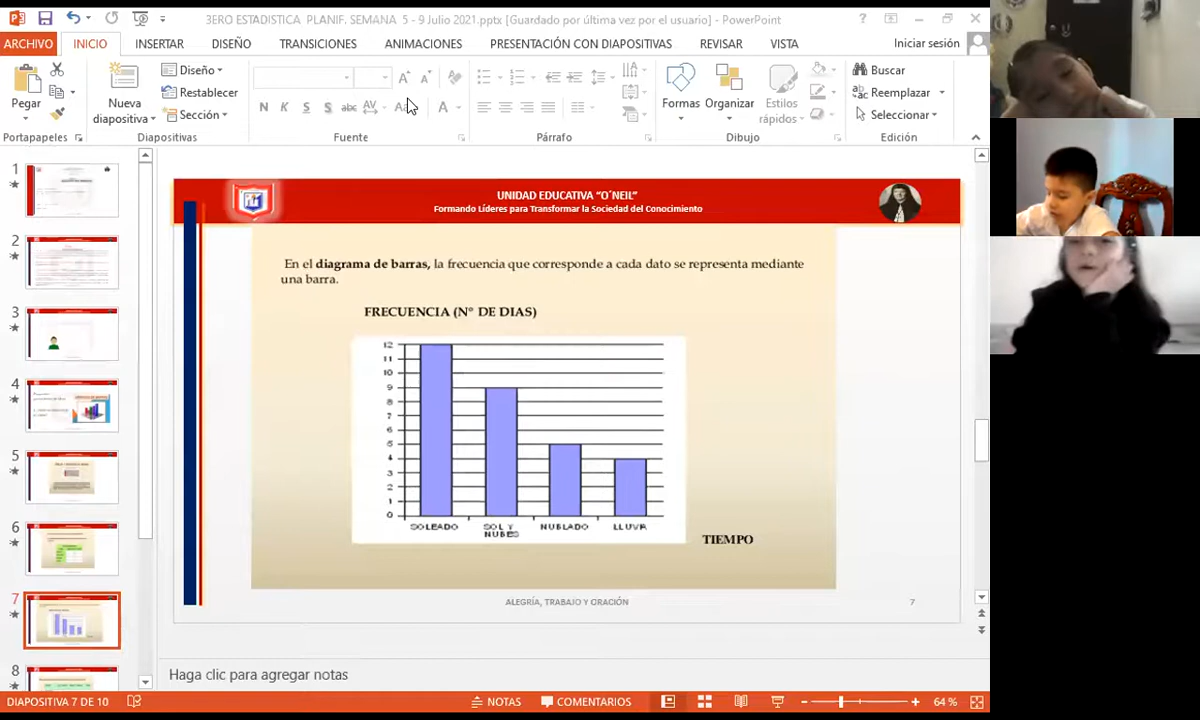 3ERO ESTADISTICA PLANIF. SEMANA 5 - 9 Julio 2021.pptx [Guardado por última vez por el usuario] - PowerPoint
ARCHIVO INICIO INSERTAR DISEÑO TRANSICIONES ANIMACIONES PRESENTACIÓN CON DIAPOSITIVAS REVISAR VISTA Iniciar sesión
Pegar
Portapapeles
Nueva diapositiva
Diseño
Restablecer
Sección
Diapositivas
N K S S abc AV Aa A
Fuente
Párrafo
Formas
Organizar
Estilos rápidos
Dibujo
Buscar
Reemplazar
Seleccionar
Edición
1
2
3
4
5
6
7
8
UNIDAD EDUCATIVA “O´NEIL”
Formando Líderes para Transformar la Sociedad del Conocimiento
En el diagrama de barras, la frecuencia que corresponde a cada dato se representa mediante
una barra.
FRECUENCIA (N° DE DIAS)
12
11
10
9
8
7
6
5
4
3
2
1
0
SOLEADO SOL Y NUBES NUBLADO LLUVIA
TIEMPO
ALEGRÍA, TRABAJO Y ORACIÓN 7
Haga clic para agregar notas
DIAPOSITIVA 7 DE 10 NOTAS COMENTARIOS 64 %